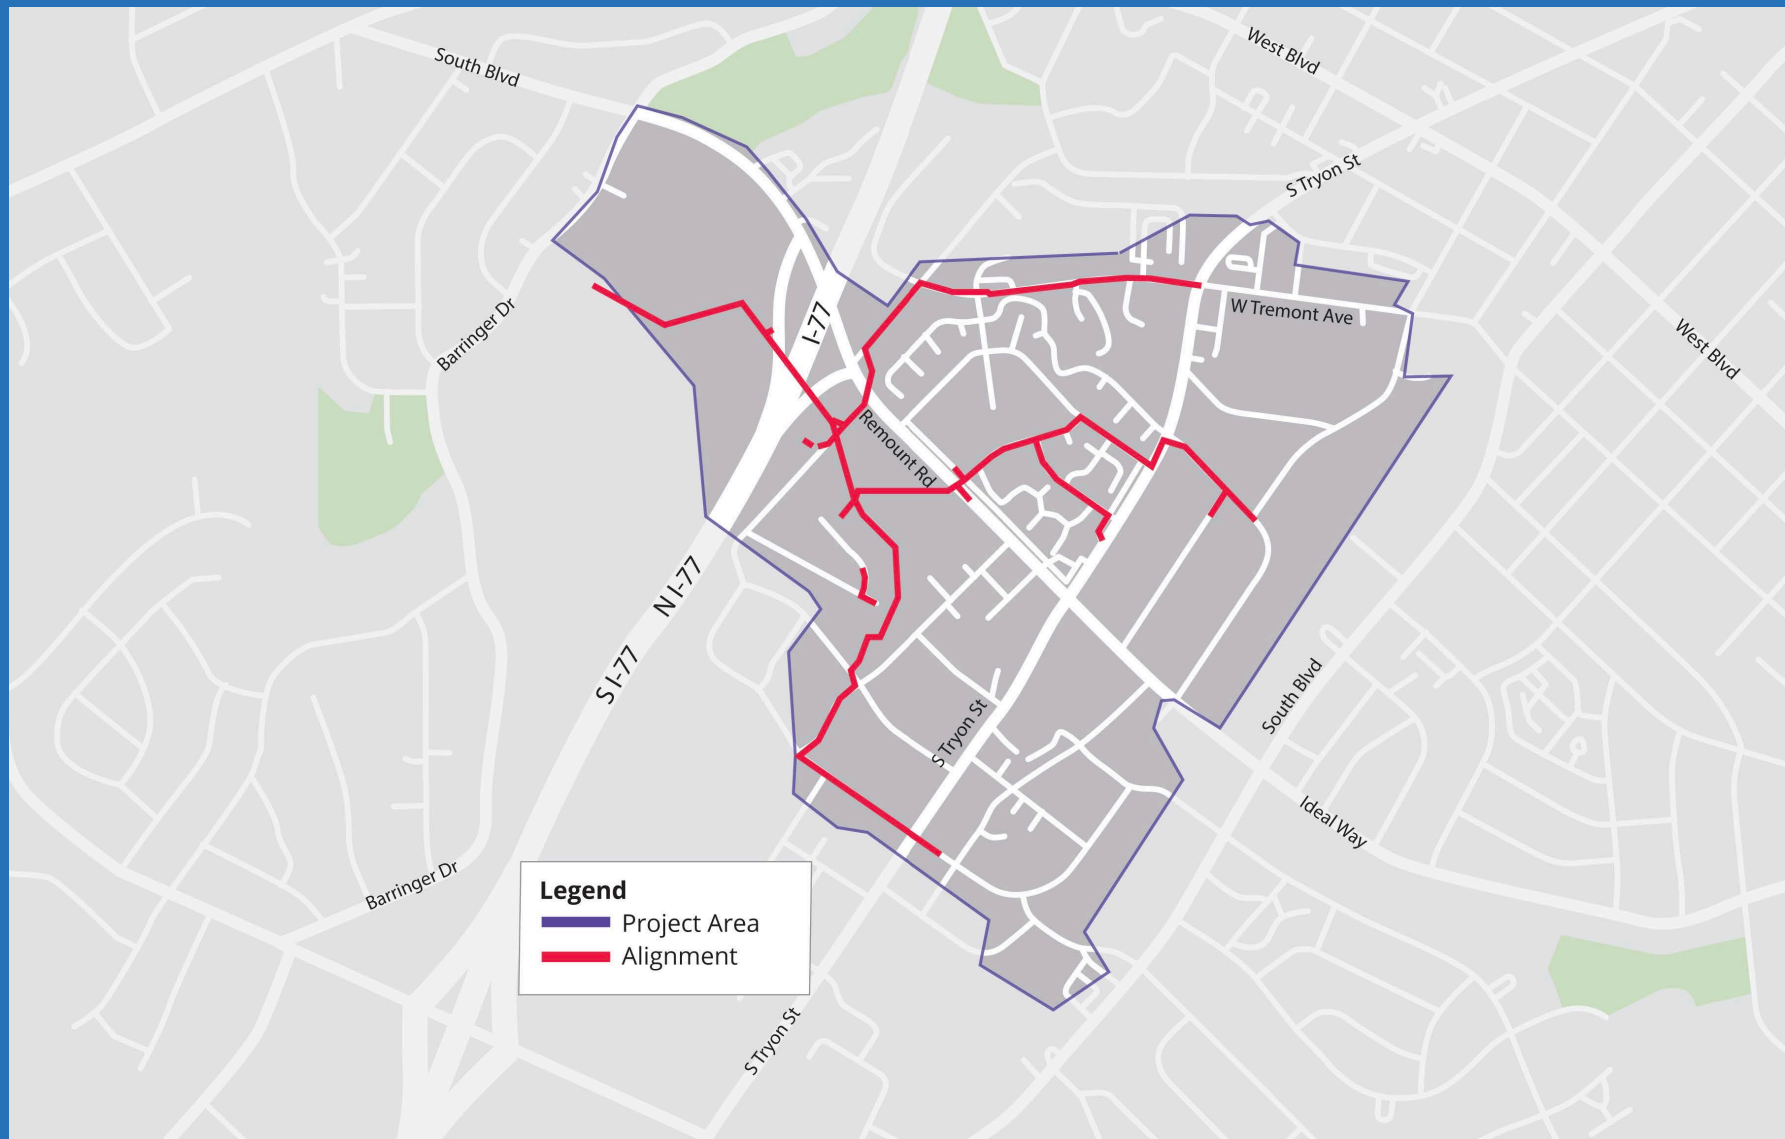 South Blvd
West Blvd
S Tryon St
Barringer Dr
I-77
W Tremont Ave
West Blvd
Remount Rd
N I-77
S I-77
South Blvd
S Tryon St
Ideal Way
Barringer Dr
Legend
Project Area
Alignment
S Tryon St